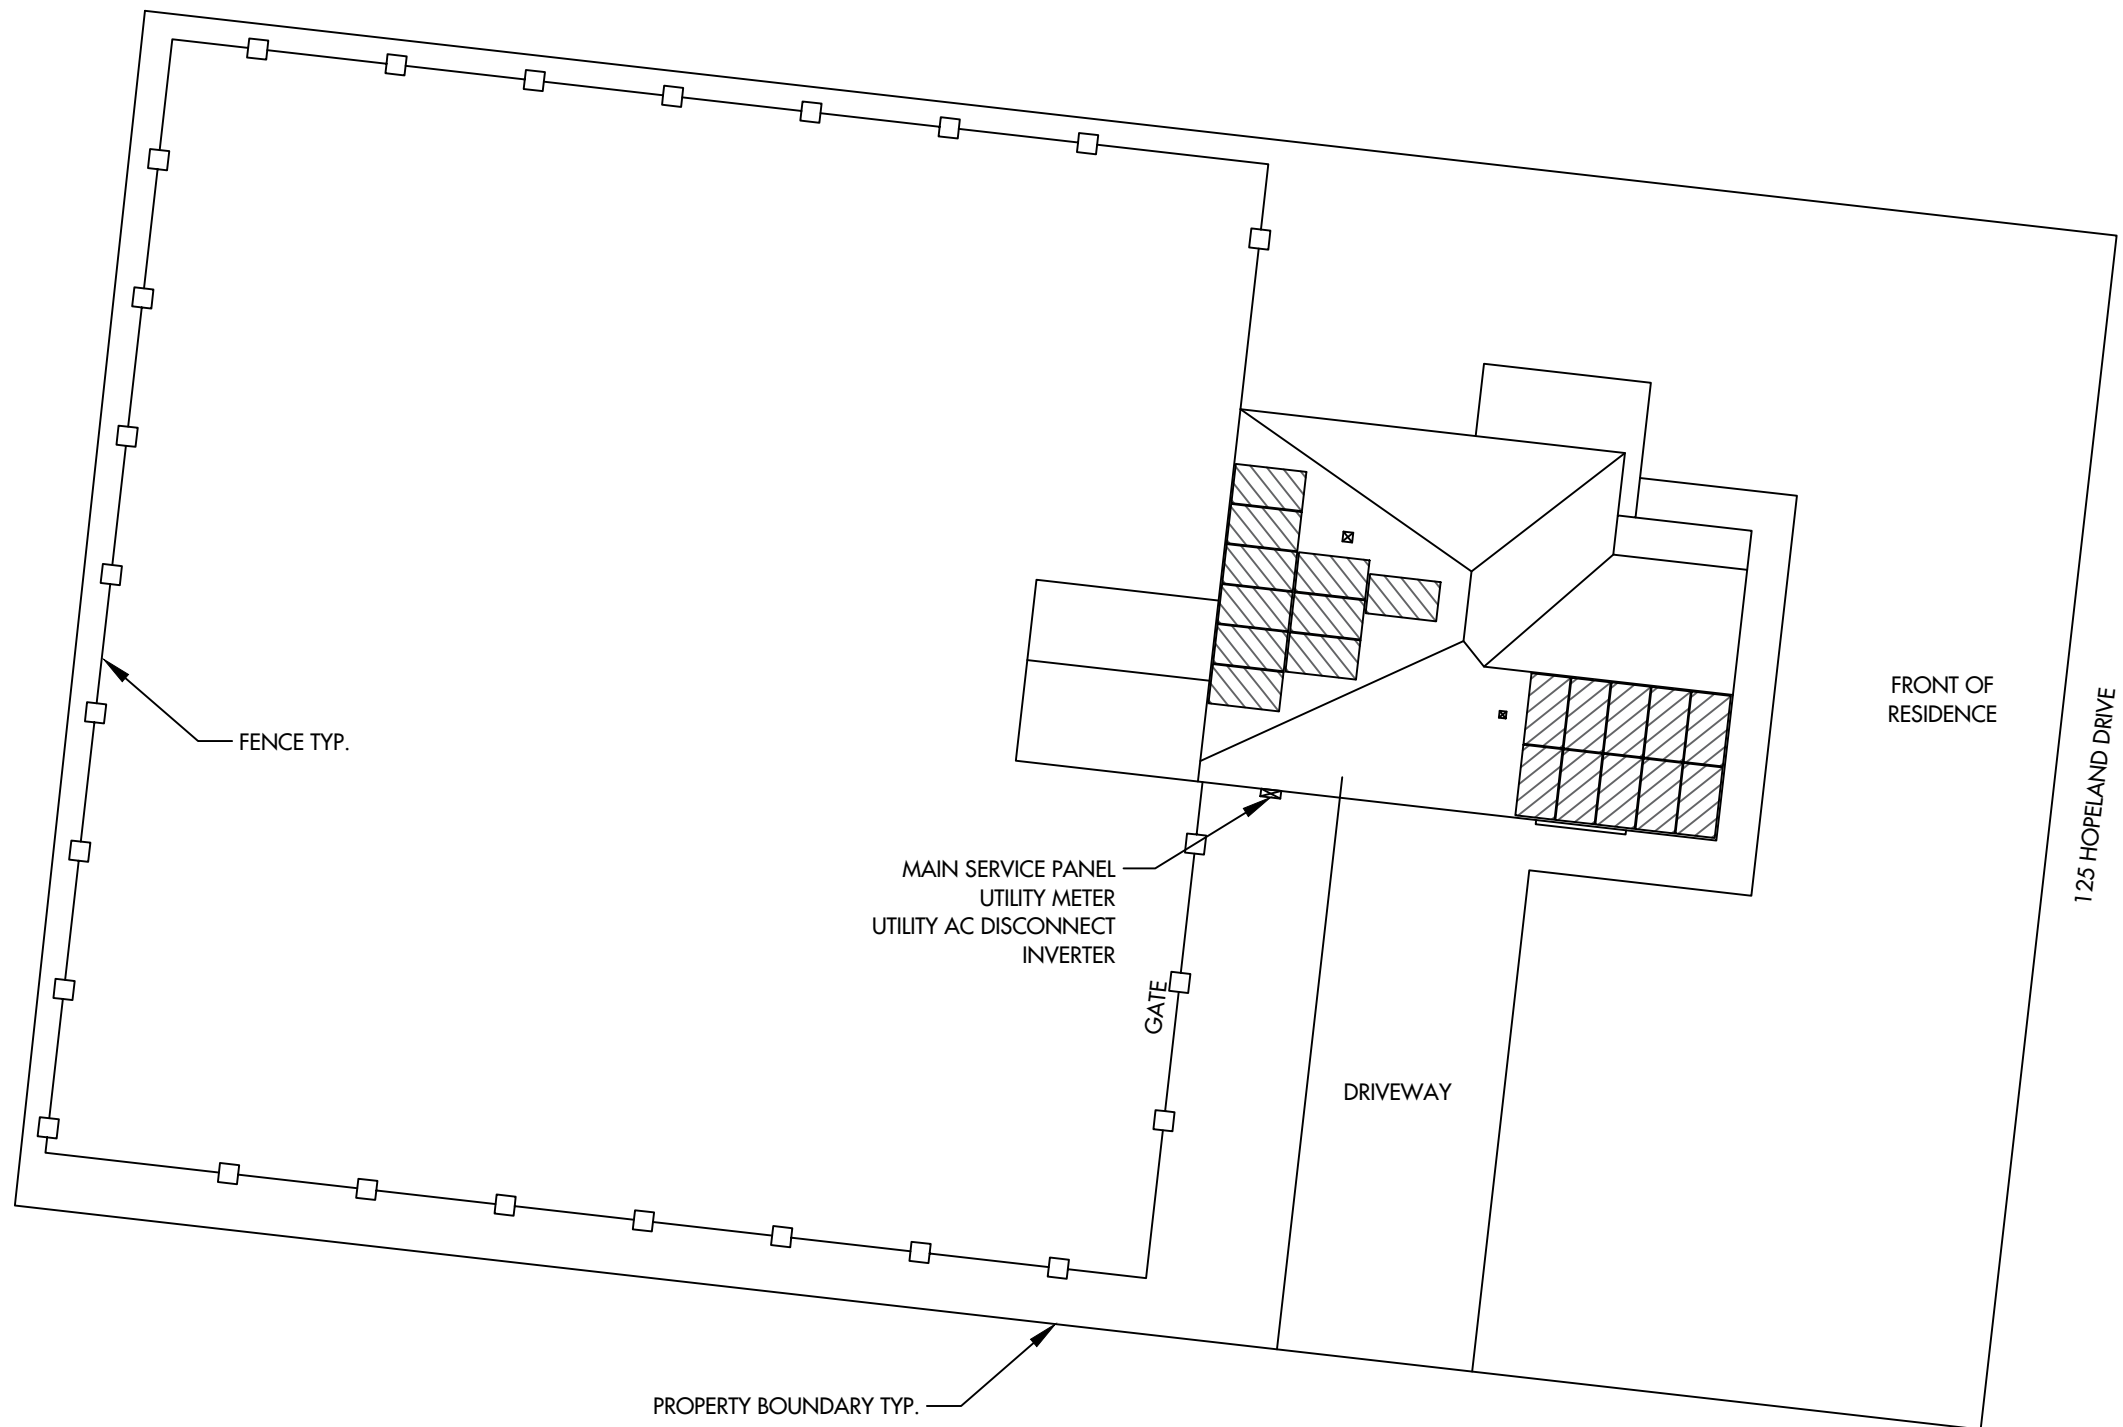 FENCE TYP.
FRONT OF
RESIDENCE
125 HOPELAND DRIVE
MAIN SERVICE PANEL
UTILITY METER
UTILITY AC DISCONNECT
INVERTER
GATE
DRIVEWAY
PROPERTY BOUNDARY TYP.